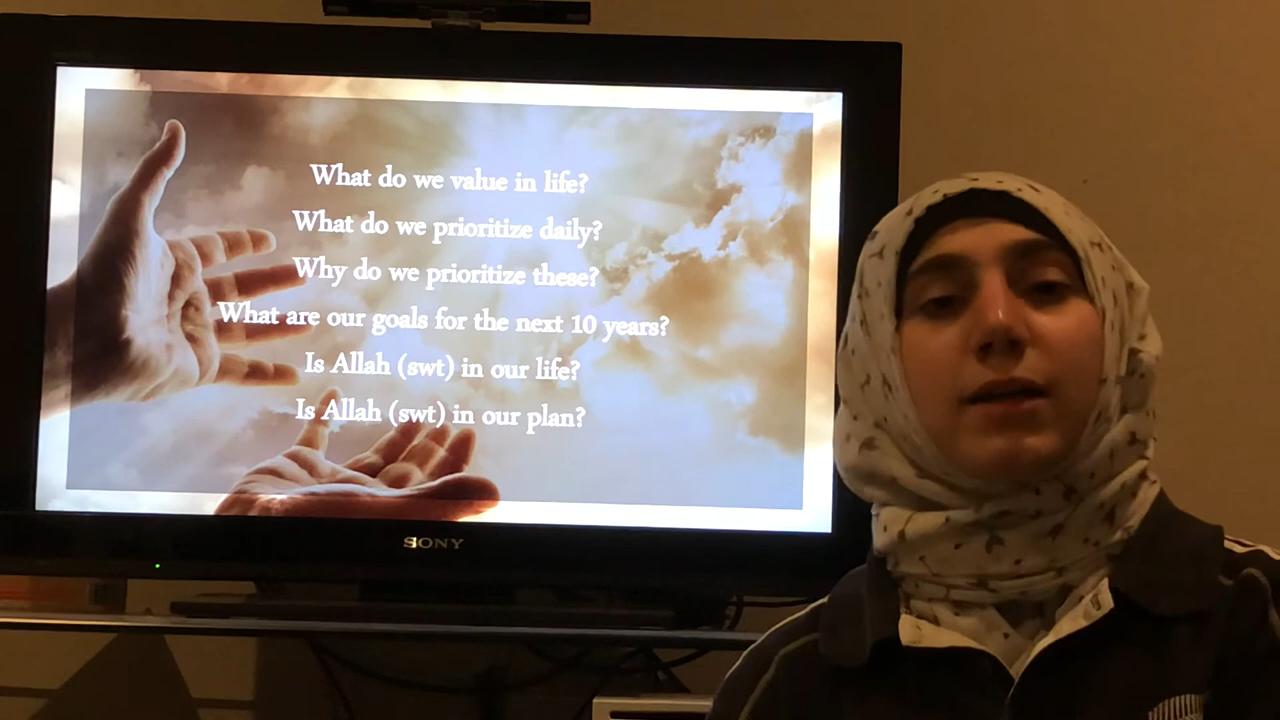 What do we value in life?
What do we prioritize daily?
Why do we prioritize these?
What are our goals for the next 10 years?
Is Allah (swt) in our life?
Is Allah (swt) in our plan?
SONY